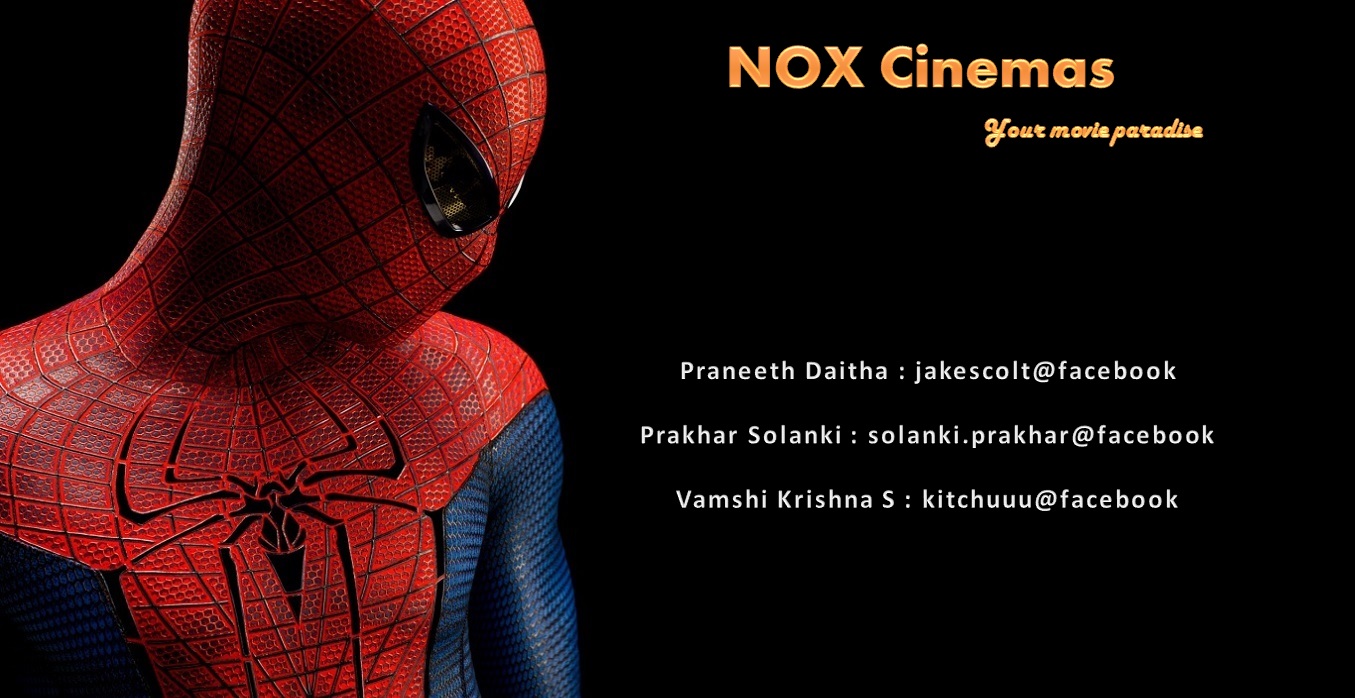 NOX Cinemas
Your movie paradise
Praneeth Daitha : jakescolt@facebook
Prakhar Solanki : solanki.prakhar@facebook
Vamshi Krishna S : kitchuuu@facebook